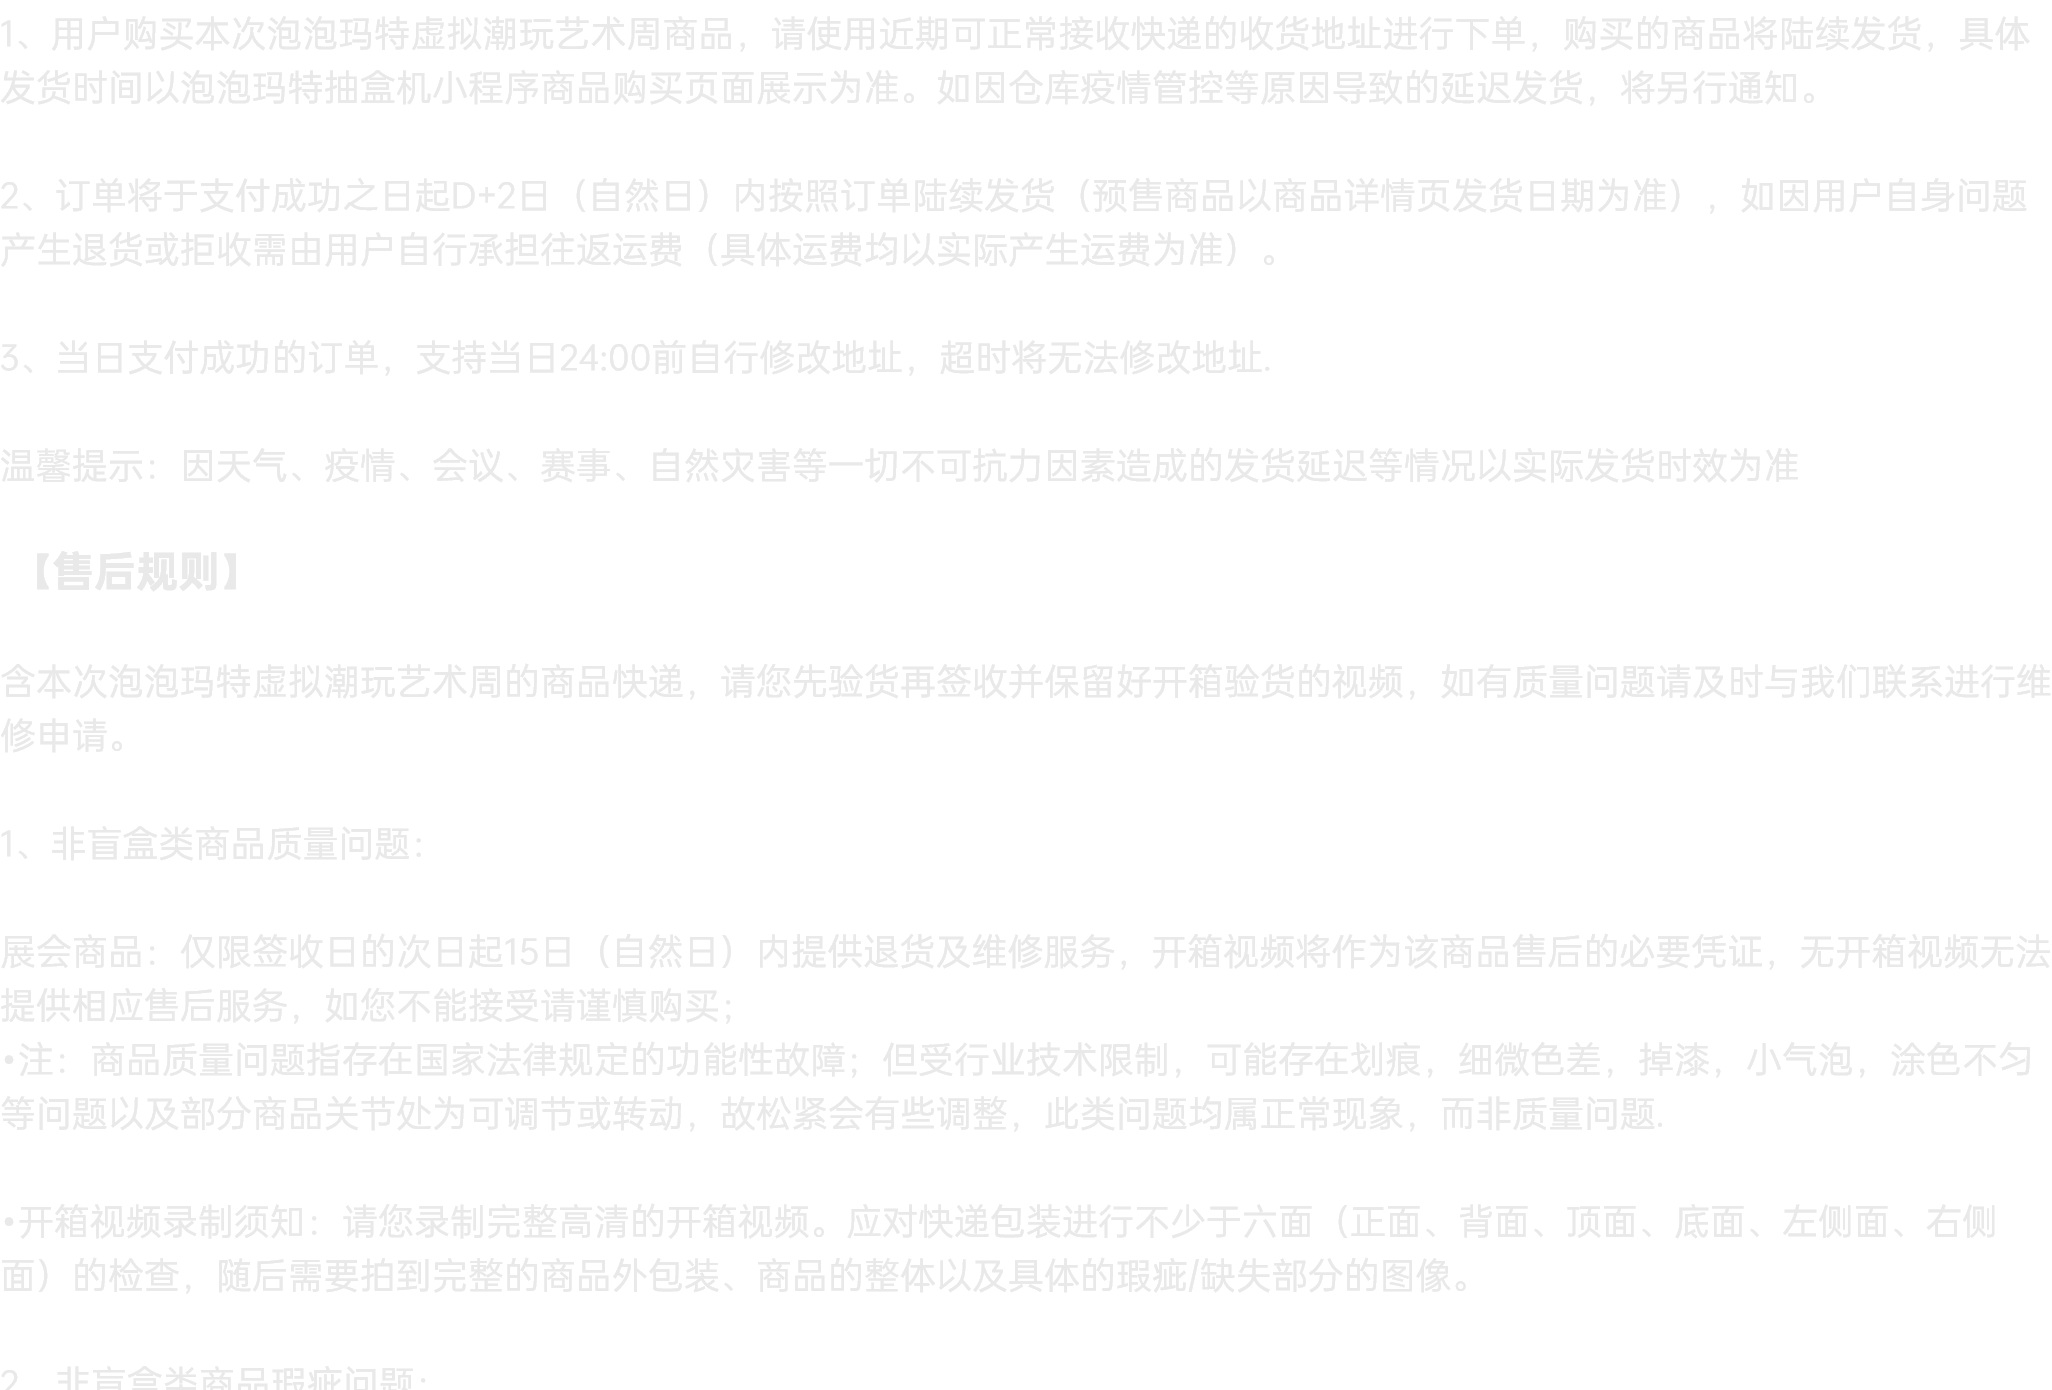 1、用户购买本次泡泡玛特虚拟潮玩艺术周商品，请使用近期可正常接收快递的收货地址进行下单，购买的商品将陆续发货，具体
发货时间以泡泡玛特抽盒机小程序商品购买页面展示为准。如因仓库疫情管控等原因导致的延迟发货，将另行通知。
2、订单将于支付成功之日起D+2日（自然日）内按照订单陆续发货（预售商品以商品详情页发货日期为准），如因用户自身问题
产生退货或拒收需由用户自行承担往返运费（具体运费均以实际产生运费为准）。
3、当日支付成功的订单，支持当日24:00前自行修改地址，超时将无法修改地址.
温馨提示：因天气、疫情、会议、赛事、自然灾害等一切不可抗力因素造成的发货延迟等情况以实际发货时效为准
【售后规则】
含本次泡泡玛特虚拟潮玩艺术周的商品快递，请您先验货再签收并保留好开箱验货的视频，如有质量问题请及时与我们联系进行维
修申请。
1、非盲盒类商品质量问题：
展会商品：仅限签收日的次日起15日（自然日）内提供退货及维修服务，开箱视频将作为该商品售后的必要凭证，无开箱视频无法
提供相应售后服务，如您不能接受请谨慎购买；
•注：商品质量问题指存在国家法律规定的功能性故障；但受行业技术限制，可能存在划痕，细微色差，掉漆，小气泡，涂色不匀
等问题以及部分商品关节处为可调节或转动，故松紧会有些调整，此类问题均属正常现象，而非质量问题.
•开箱视频录制须知：请您录制完整高清的开箱视频。应对快递包装进行不少于六面（正面、背面、顶面、底面、左侧面、右侧
面）的检查，随后需要拍到完整的商品外包装、商品的整体以及具体的瑕疵/缺失部分的图像。
2、非盲盒类商品瑕疵问题：